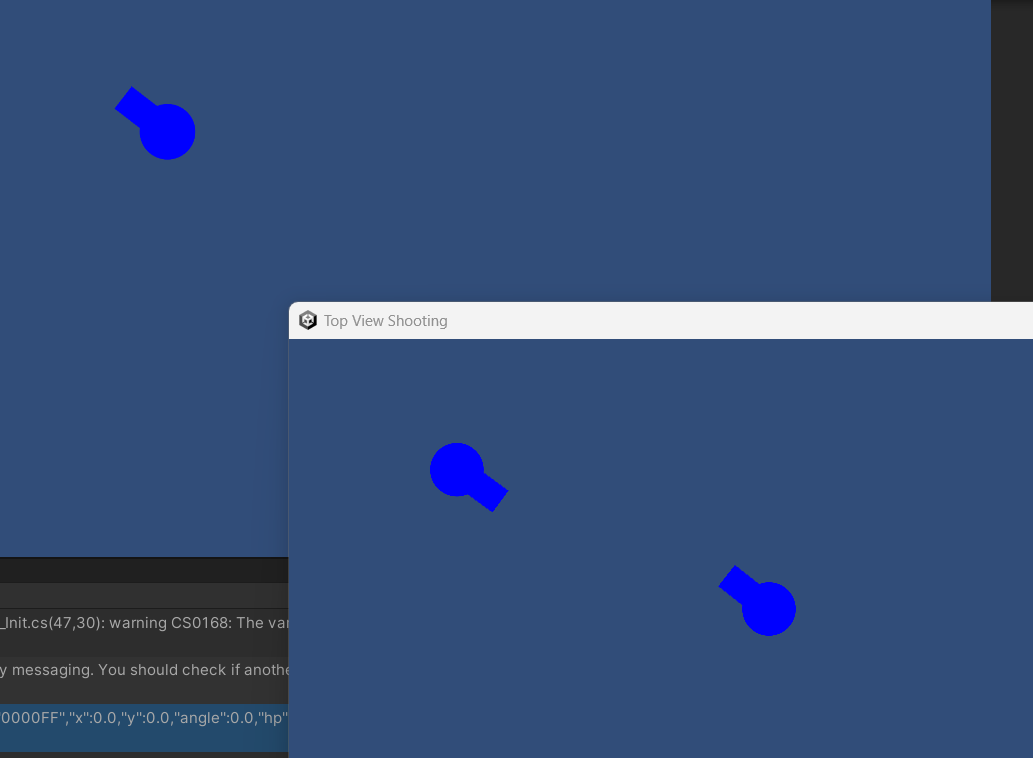 Top View Shooting
_Init.cs(47,30): warning CS0168: The var
y messaging. You should check if anothe
"0000FF","x":0.0,"y":0.0,"angle":0.0,"hp"